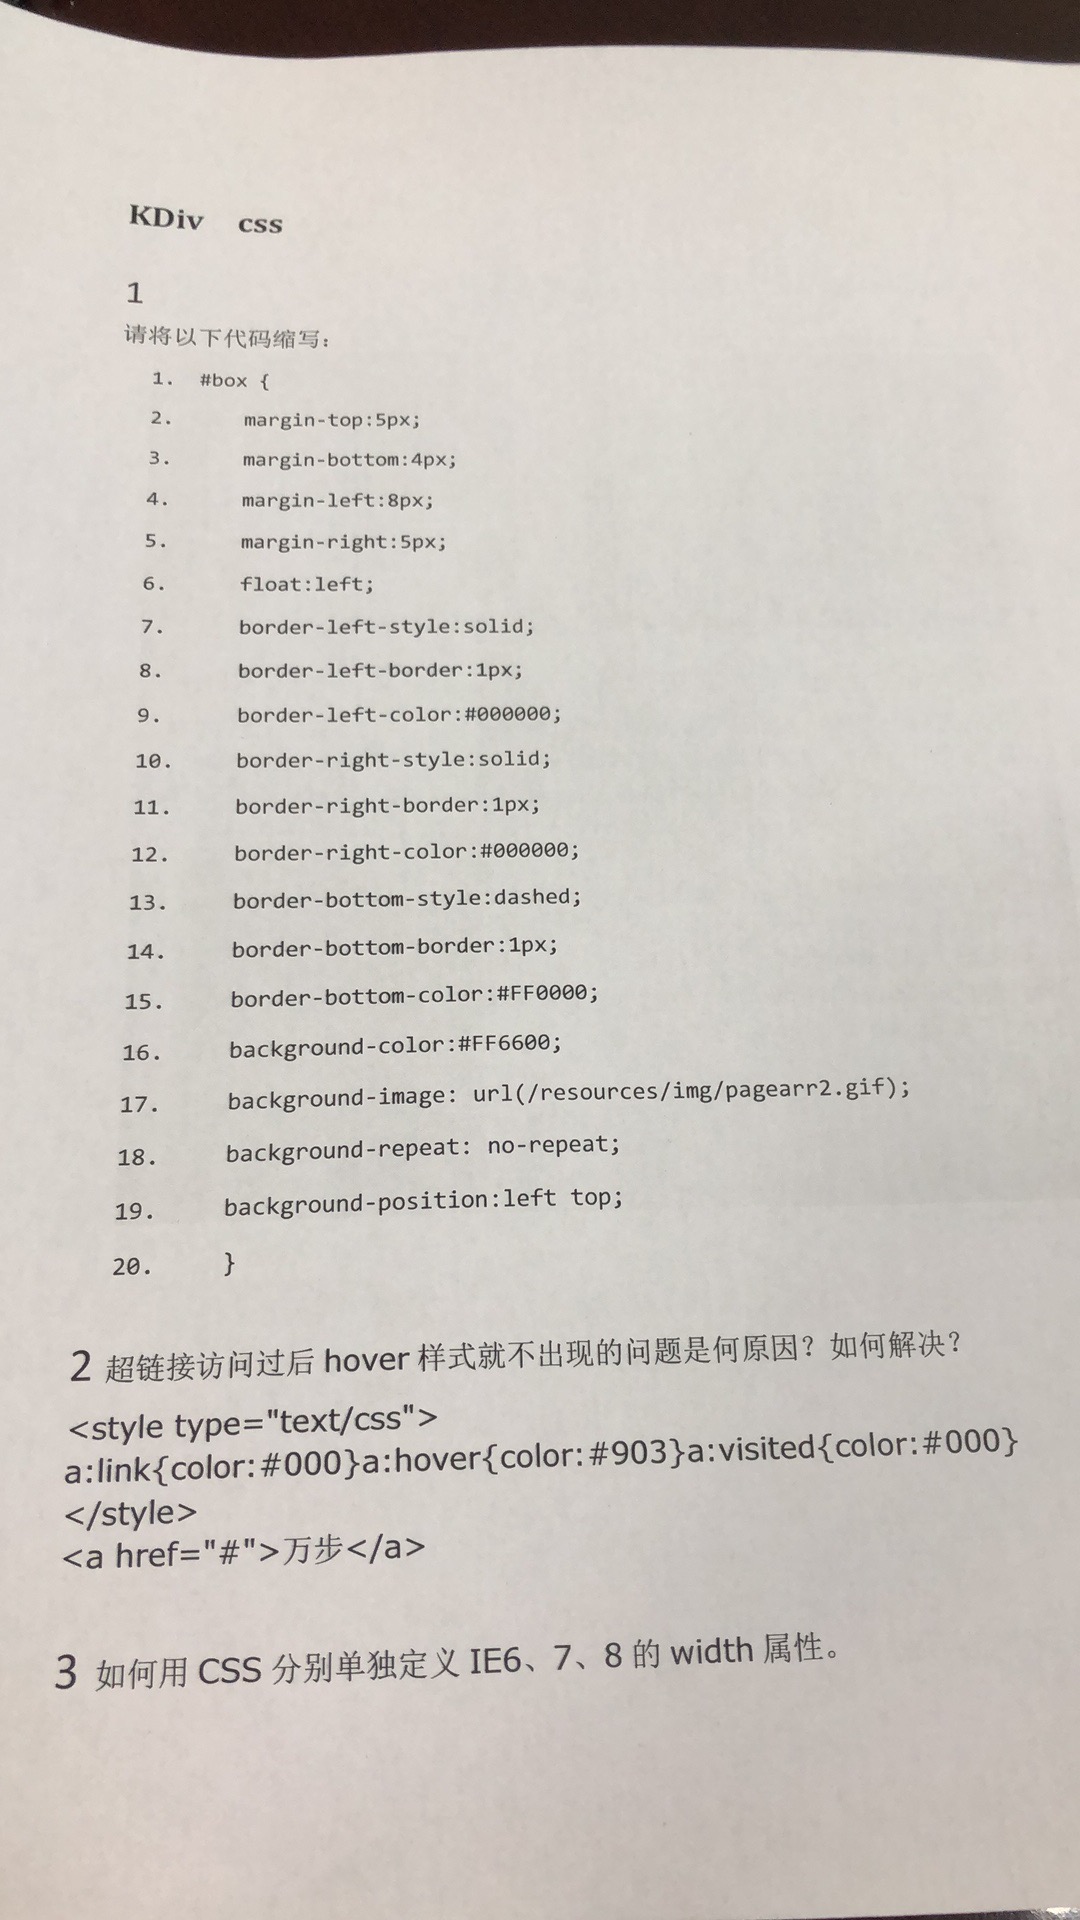 KDiv css
1
请将以下代码缩写：
1. #box {
2. margin-top:5px;
3. margin-bottom:4px;
4. margin-left:8px;
5. margin-right:5px;
6. float:left;
7. border-left-style:solid;
8. border-left-border:1px;
9. border-left-color:#000000;
10. border-right-style:solid;
11. border-right-border:1px;
12. border-right-color:#000000;
13. border-bottom-style:dashed;
14. border-bottom-border:1px;
15. border-bottom-color:#FF0000;
16. background-color:#FF6600;
17. background-image: url(/resources/img/pagearr2.gif);
18. background-repeat: no-repeat;
19. background-position:left top;
20. }
2 超链接访问过后 hover 样式就不出现的问题是何原因？如何解决？
<style type="text/css">
a:link{color:#000}a:hover{color:#903}a:visited{color:#000}
</style>
<a href="#">万步</a>
3 如何用 CSS 分别单独定义 IE6、7、8 的 width 属性。